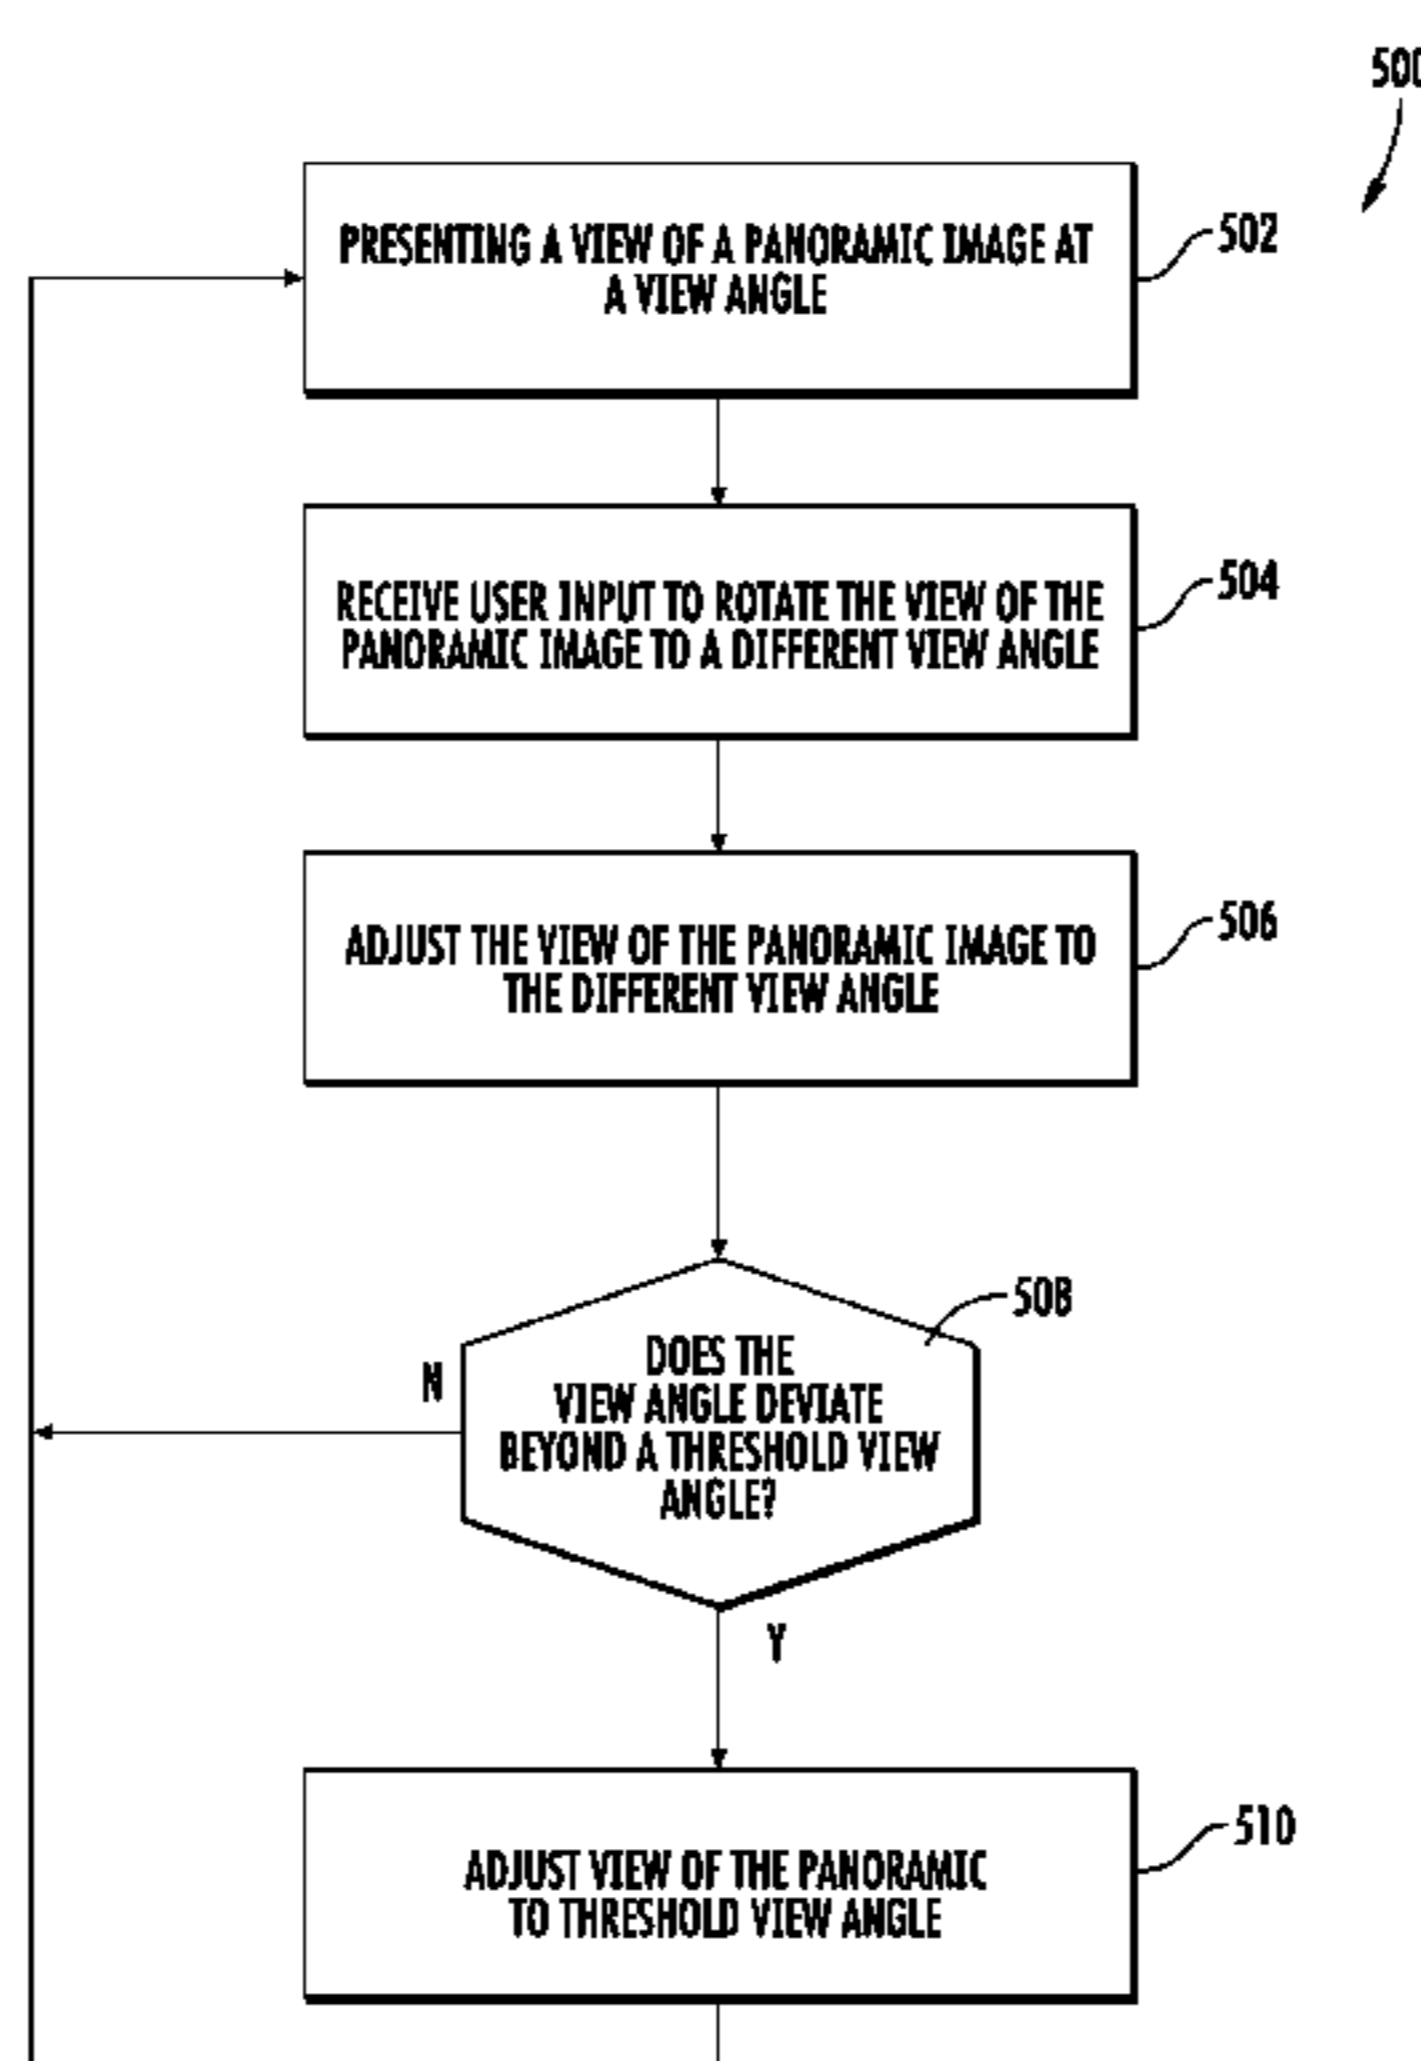 500
PRESENTING A VIEW OF A PANORAMIC IMAGE AT
A VIEW ANGLE
502
RECEIVE USER INPUT TO ROTATE THE VIEW OF THE
PANORAMIC IMAGE TO A DIFFERENT VIEW ANGLE
504
ADJUST THE VIEW OF THE PANORAMIC IMAGE TO
THE DIFFERENT VIEW ANGLE
506
508
DOES THE
VIEW ANGLE DEVIATE
BEYOND A THRESHOLD VIEW
ANGLE?
N
Y
ADJUST VIEW OF THE PANORAMIC
TO THRESHOLD VIEW ANGLE
510